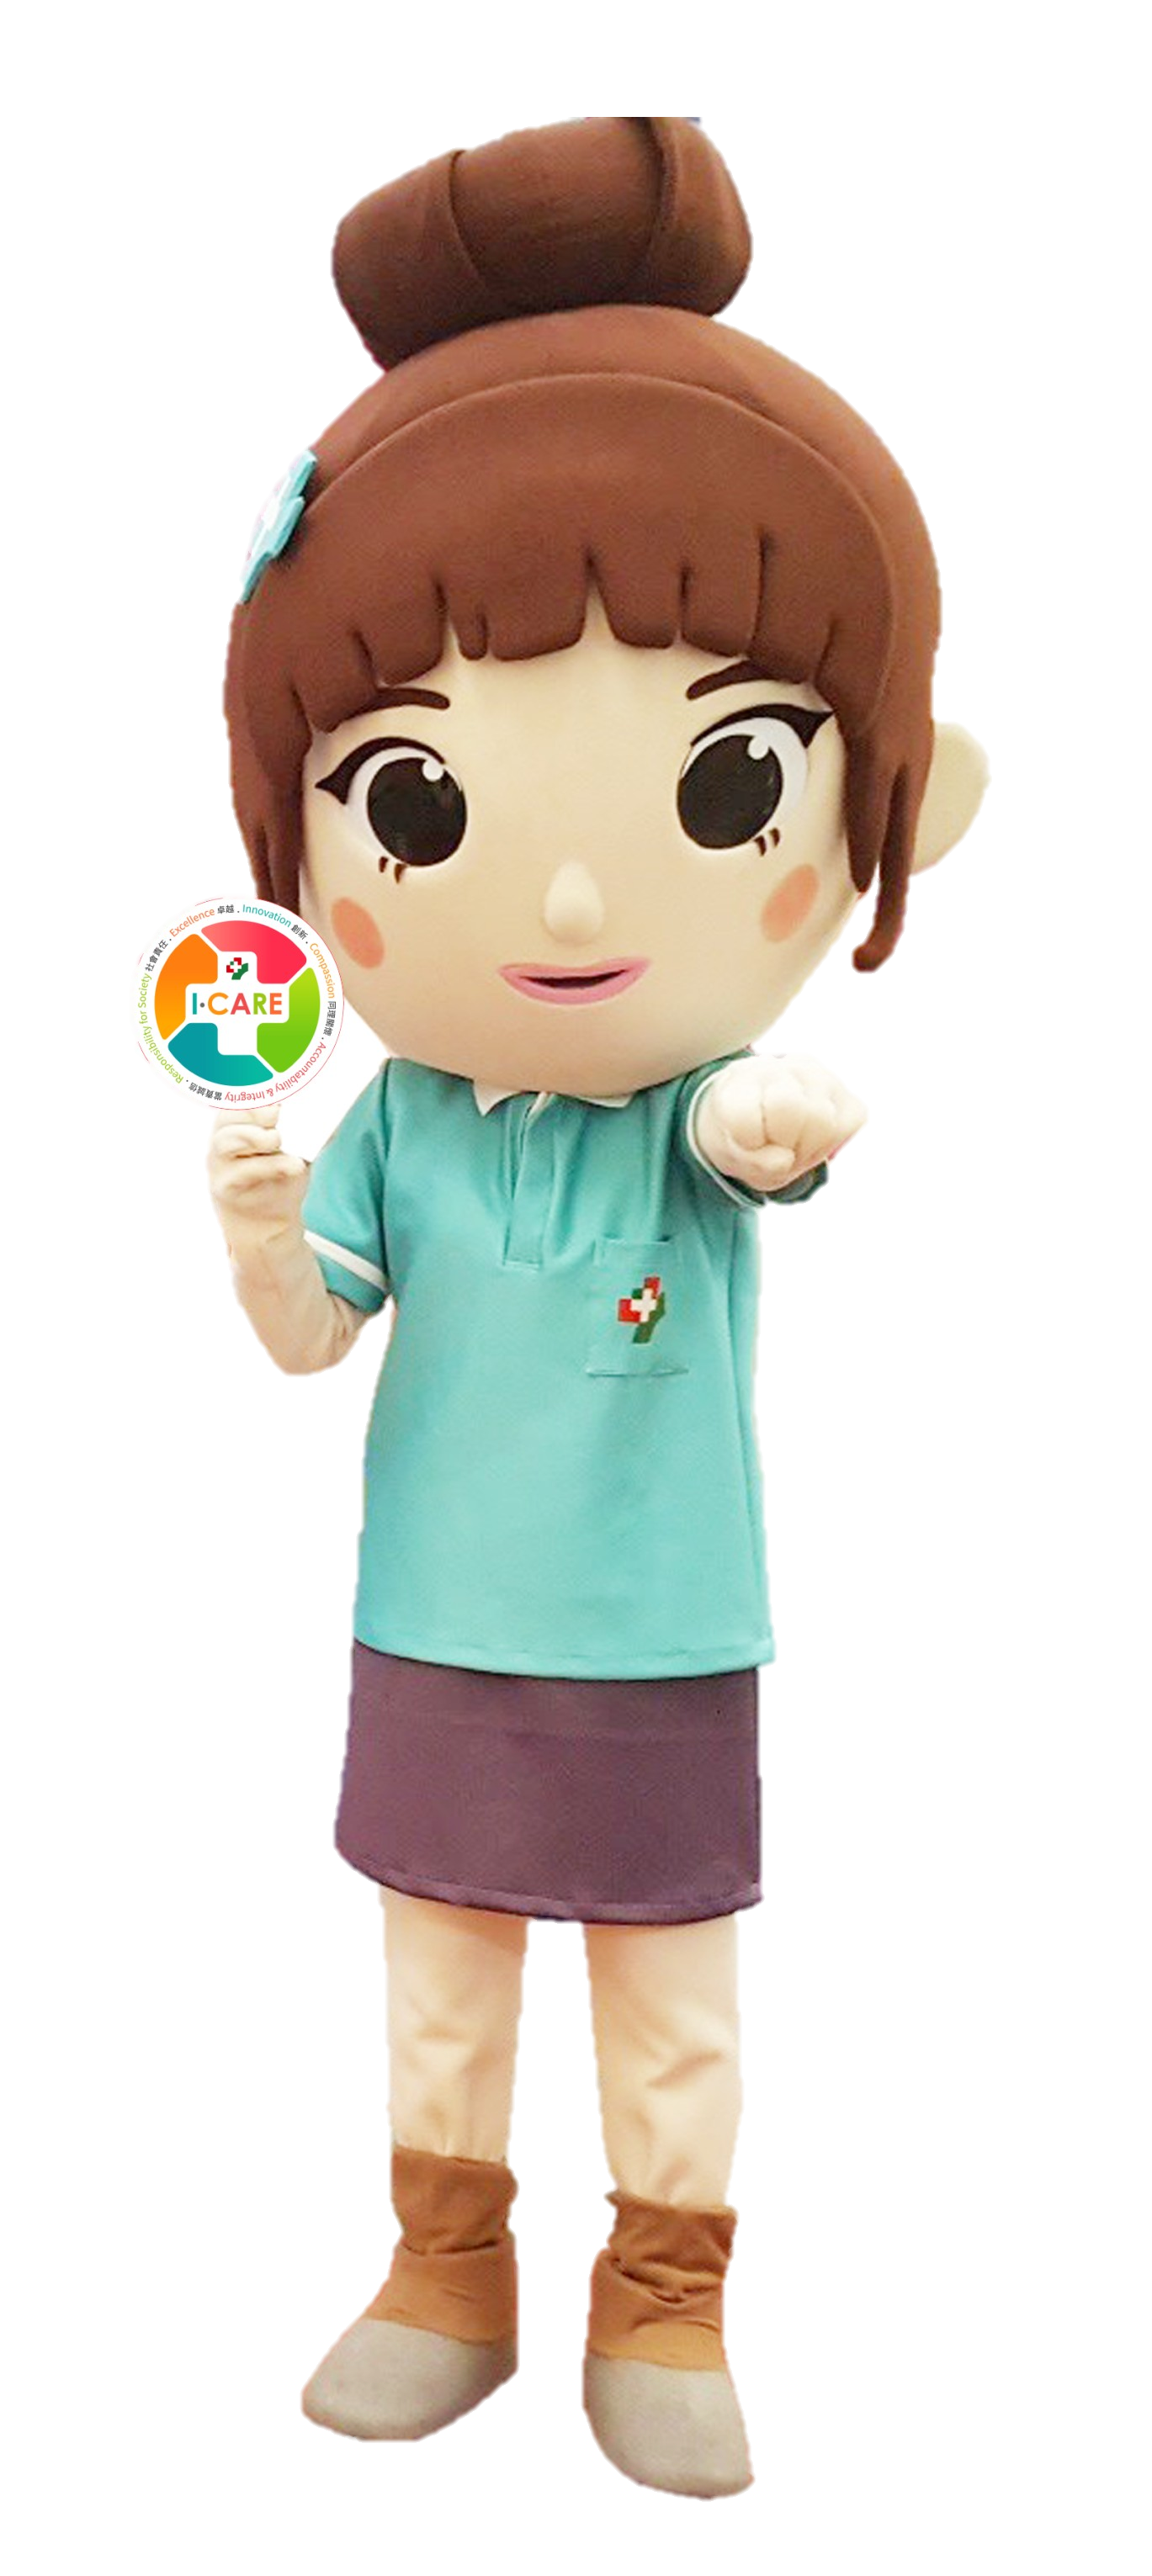 I·CARE
Excellence 卓越 . Innovation 創新 . Compassion 同理關懷 . Accountability & Integrity 當責誠信 . Responsibility for Society 社會責任 .